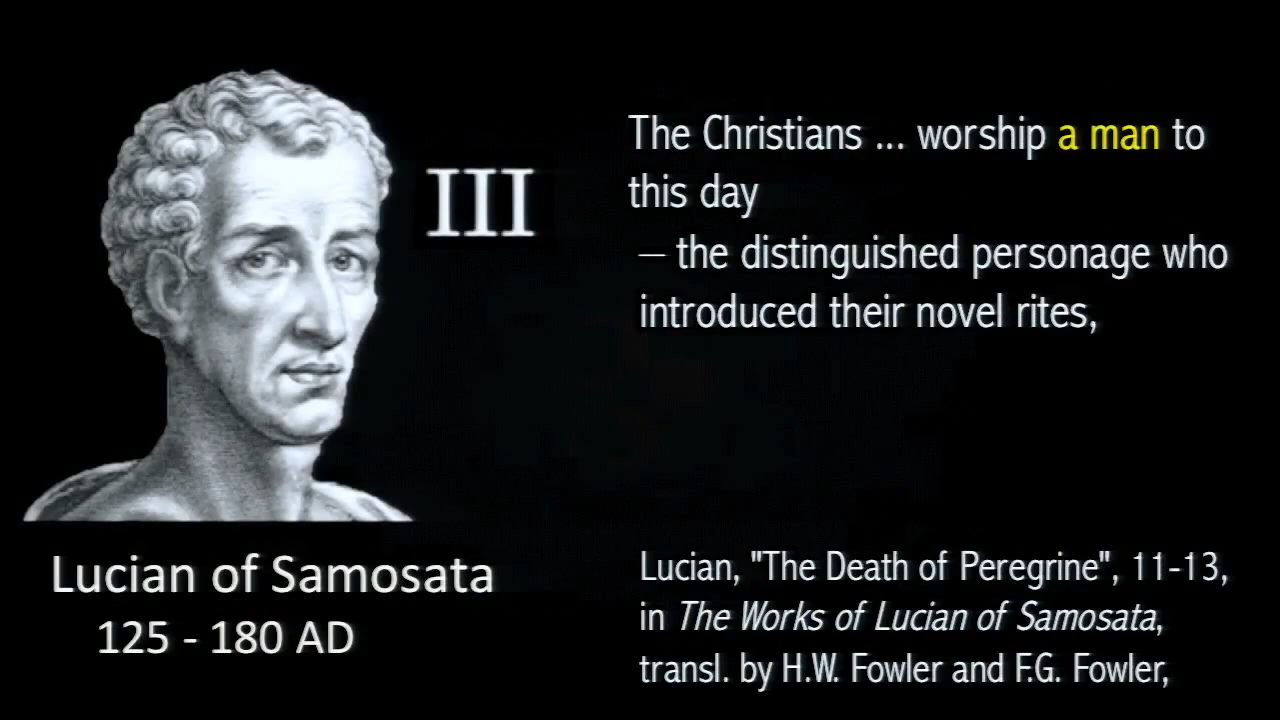 III
The Christians ... worship a man to
this day
– the distinguished personage who
introduced their novel rites,
Lucian of Samosata
125 - 180 AD
Lucian, "The Death of Peregrine", 11-13,
in The Works of Lucian of Samosata,
transl. by H.W. Fowler and F.G. Fowler,